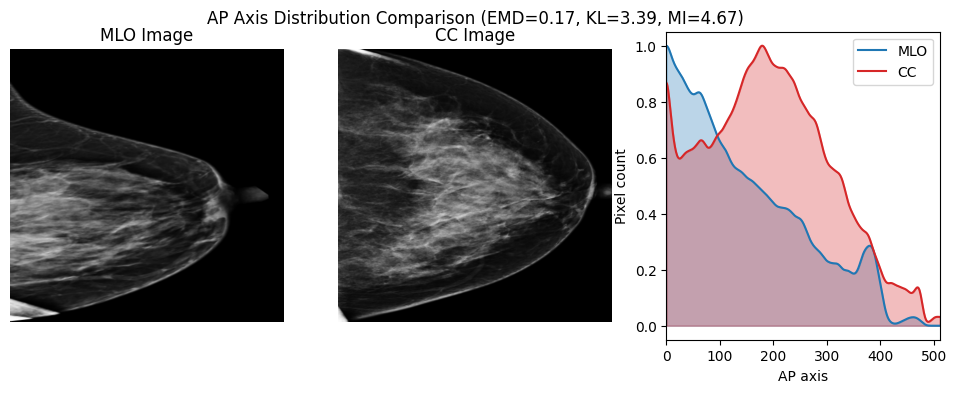 AP Axis Distribution Comparison (EMD=0.17, KL=3.39, MI=4.67)
MLO Image
CC Image
MLO
CC
Pixel count
1.0
0.8
0.6
0.4
0.2
0.0
0 100 200 300 400 500
AP axis